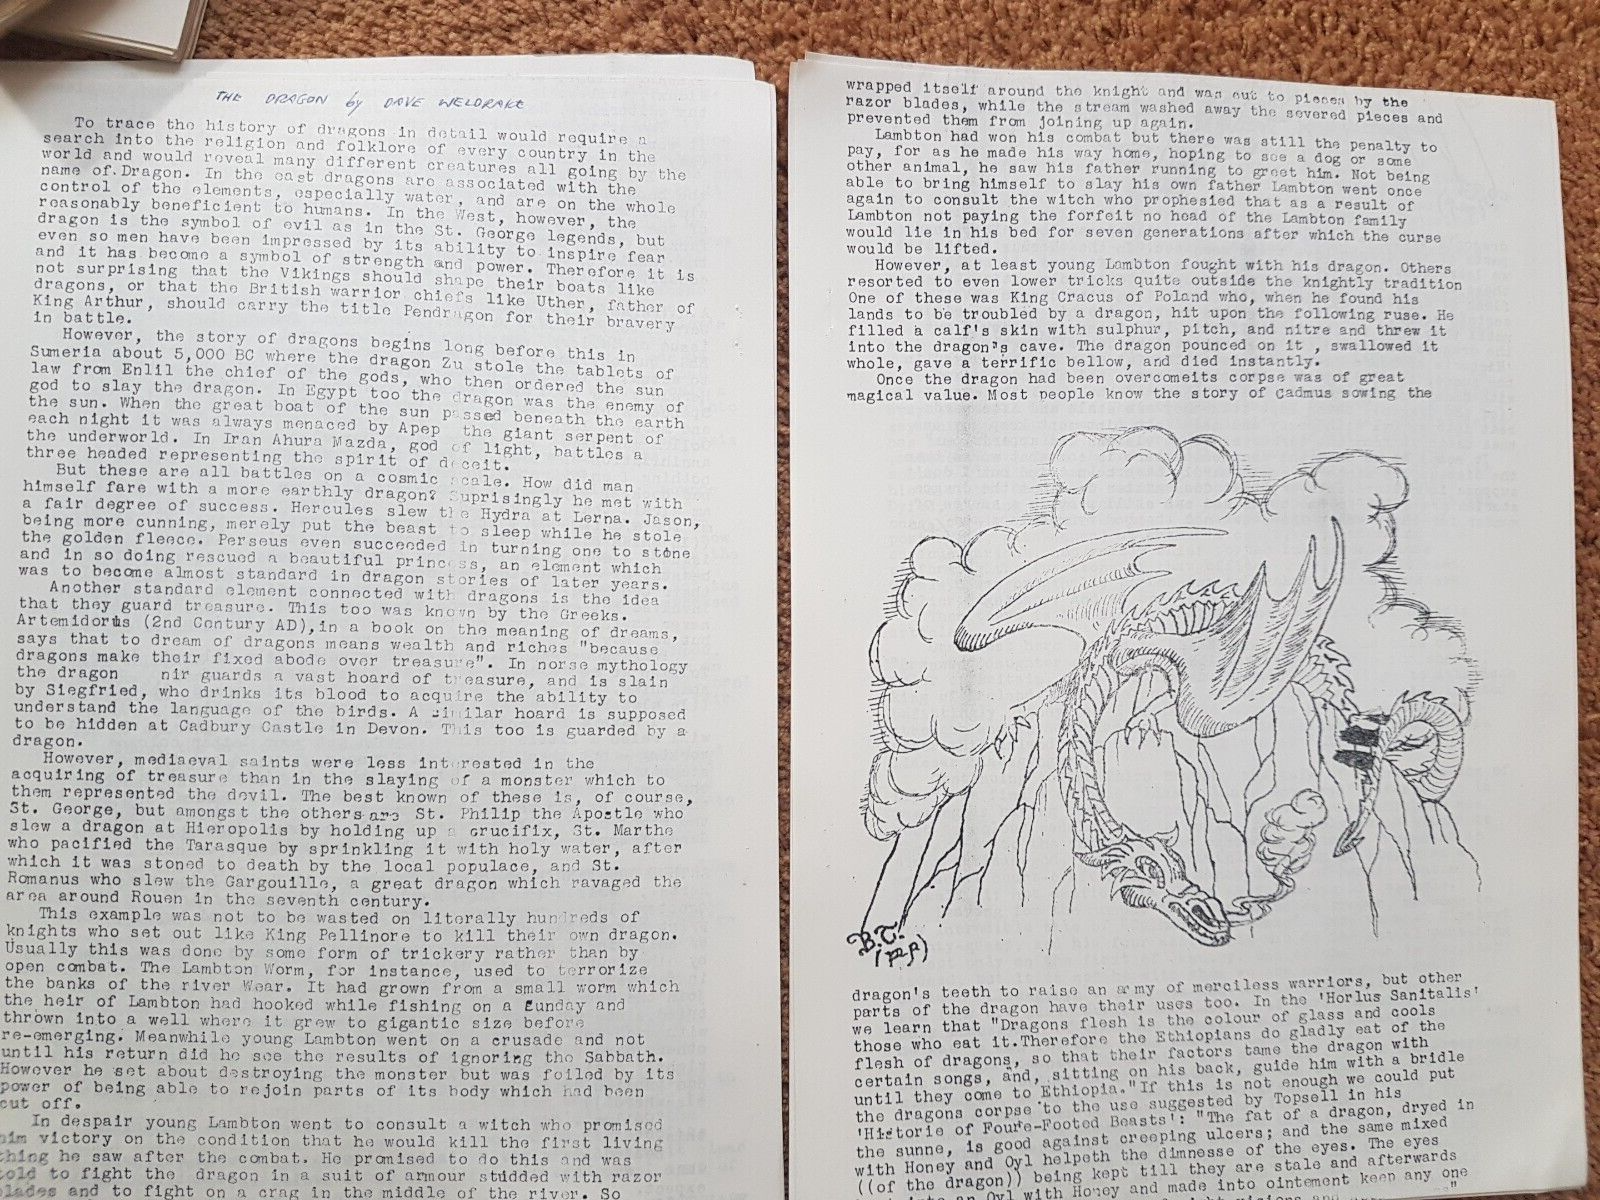 THE DRAGON by DAVE WELDRAKE
To trace the history of dragons in detail would require a
search into the religion and folklore of every country in the
world and would reveal many different creatures all going by the
name of Dragon. In the east dragons are associated with the
control of the elements, especially water, and are on the whole
reasonably beneficient to humans. In the West, however, the
dragon is the symbol of evil as in the St. George legends, but
even so men have been impressed by its ability to inspire fear
and it has become a symbol of strength and power. Therefore it is
not surprising that the Vikings should shape their boats like
dragons, or that the British warrior chiefs like Uther, father of
King Arthur, should carry the title Pendragon for their bravery
in battle.
However, the story of dragons begins long before this in
Sumeria about 5,000 BC where the dragon Zu stole the tablets of
law from Enlil the chief of the gods, who then ordered the sun
god to slay the dragon. In Egypt too the dragon was the enemy of
the sun. When the great boat of the sun passed beneath the earth
each night it was always menaced by Apep the giant serpent of
the underworld. In Iran Ahura Mazda, god of light, battles a
three headed representing the spirit of deceit.
But these are all battles on a cosmic scale. How did man
himself fare with a more earthly dragon? Suprisingly he met with
a fair degree of success. Hercules slew the Hydra at Lerna. Jason,
being more cunning, merely put the beast to sleep while he stole
the golden fleece. Perseus even succeeded in turning one to stone
and in so doing rescued a beautiful princess, an element which
was to become almost standard in dragon stories of later years.
Another standard element connected with dragons is the idea
that they guard treasure. This too was known by the Greeks.
Artemidorus (2nd Century AD), in a book on the meaning of dreams,
says that to dream of dragons means wealth and riches "because
dragons make their fixed abode over treasure". In norse mythology
the dragon nir guards a vast hoard of treasure, and is slain
by Siegfried, who drinks its blood to acquire the ability to
understand the language of the birds. A similar hoard is supposed
to be hidden at Cadbury Castle in Devon. This too is guarded by a
dragon.
However, mediaeval saints were less interested in the
acquiring of treasure than in the slaying of a monster which to
them represented the devil. The best known of these is, of course,
St. George, but amongst the others are St. Philip the Apostle who
slew a dragon at Hieropolis by holding up a crucifix, St. Marthe
who pacified the Tarasque by sprinkling it with holy water, after
which it was stoned to death by the local populace, and St.
Romanus who slew the Gargouille, a great dragon which ravaged the
area around Rouen in the seventh century.
This example was not to be wasted on literally hundreds of
knights who set out like King Pellinore to kill their own dragon.
Usually this was done by some form of trickery rather than by
open combat. The Lambton Worm, for instance, used to terrorize
the banks of the river Wear. It had grown from a small worm which
the heir of Lambton had hooked while fishing on a Sunday and
thrown into a well where it grew to gigantic size before
re-emerging. Meanwhile young Lambton went on a crusade and not
until his return did he see the results of ignoring the Sabbath.
However he set about destroying the monster but was foiled by its
power of being able to rejoin parts of its body which had been
cut off.
In despair young Lambton went to consult a witch who promised
him victory on the condition that he would kill the first living
thing he saw after the combat. He promised to do this and was
told to fight the dragon in a suit of armour studded with razor
blades and to fight on a crag in the middle of the river. So
wrapped itself around the knight and was cut to pieces by the
razor blades, while the stream washed away the severed pieces and
prevented them from joining up again.
Lambton had won his combat but there was still the penalty to
pay, for as he made his way home, hoping to see a dog or some
other animal, he saw his father running to greet him. Not being
able to bring himself to slay his own father Lambton went once
again to consult the witch who prophesied that as a result of
Lambton not paying the forfeit no head of the Lambton family
would lie in his bed for seven generations after which the curse
would be lifted.
However, at least young Lambton fought with his dragon. Others
resorted to even lower tricks quite outside the knightly tradition
One of these was King Cracus of Poland who, when he found his
lands to be troubled by a dragon, hit upon the following ruse. He
filled a calf's skin with sulphur, pitch, and nitre and threw it
into the dragon's cave. The dragon pounced on it , swallowed it
whole, gave a terrific bellow, and died instantly.
Once the dragon had been overcomeits corpse was of great
magical value. Most people know the story of Cadmus sowing the
B.T.
dragon's teeth to raise an army of merciless warriors, but other
parts of the dragon have their uses too. In the 'Horlus Sanitalis'
we learn that "Dragons flesh is the colour of glass and cools
those who eat it.Therefore the Ethiopians do gladly eat of the
flesh of dragons, so that their factors tame the dragon with
certain songs, and, sitting on his back, guide him with a bridle
until they come to Ethiopia."If this is not enough we could put
the dragons corpse to the use suggested by Topsell in his
'Historie of Foure-Footed Beasts': "The fat of a dragon, dryed in
the sunne, is good against creeping ulcers; and the same mixed
with Honey and Oyl helpeth the dimnesse of the eyes. The eyes
((of the dragon)) being kept till they are stale and afterwards
an Oyl with Honey and made into ointement keep any one